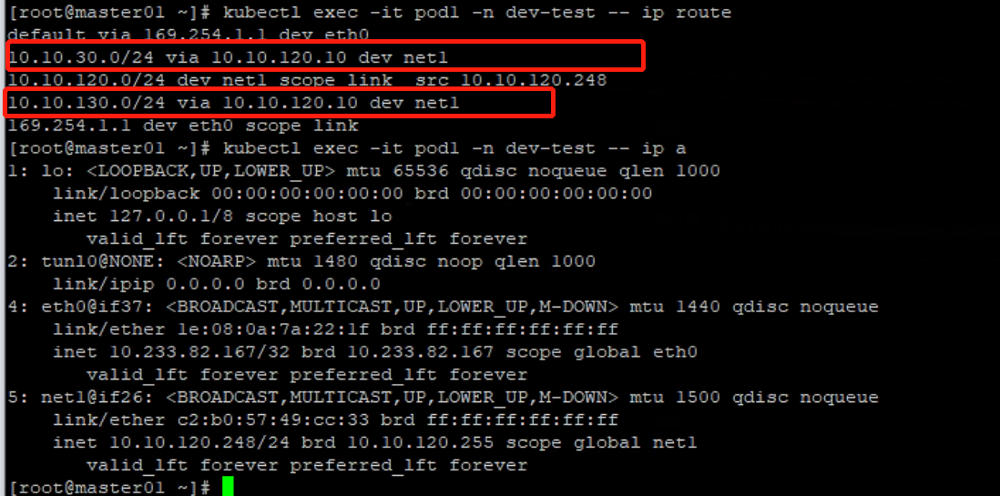 [root@master01 ~]# kubectl exec -it pod1 -n dev-test -- ip route
default via 169.254.1.1 dev eth0
10.10.30.0/24 via 10.10.120.10 dev net1
10.10.120.0/24 dev net1 scope link  src 10.10.120.248
10.10.130.0/24 via 10.10.120.10 dev net1
169.254.1.1 dev eth0 scope link
[root@master01 ~]# kubectl exec -it pod1 -n dev-test -- ip a
1: lo: <LOOPBACK,UP,LOWER_UP> mtu 65536 qdisc noqueue qlen 1000
    link/loopback 00:00:00:00:00:00 brd 00:00:00:00:00:00
    inet 127.0.0.1/8 scope host lo
       valid_lft forever preferred_lft forever
2: tunl0@NONE: <NOARP> mtu 1480 qdisc noop qlen 1000
    link/ipip 0.0.0.0 brd 0.0.0.0
4: eth0@if37: <BROADCAST,MULTICAST,UP,LOWER_UP,M-DOWN> mtu 1440 qdisc noqueue
    link/ether 1e:08:0a:7a:22:1f brd ff:ff:ff:ff:ff:ff
    inet 10.233.82.167/32 brd 10.233.82.167 scope global eth0
       valid_lft forever preferred_lft forever
5: net1@if26: <BROADCAST,MULTICAST,UP,LOWER_UP,M-DOWN> mtu 1500 qdisc noqueue
    link/ether c2:b0:57:49:cc:33 brd ff:ff:ff:ff:ff:ff
    inet 10.10.120.248/24 brd 10.10.120.255 scope global net1
       valid_lft forever preferred_lft forever
[root@master01 ~]#